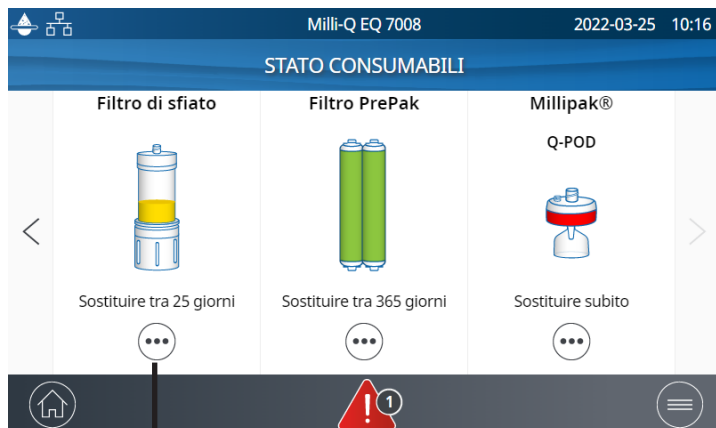 Milli-Q EQ 7008 2022-03-25 10:16
STATO CONSUMABILI
Filtro di sfiato
Filtro PrePak
Millipak®
Q-POD
Sostituire tra 25 giorni
Sostituire tra 365 giorni
Sostituire subito
1